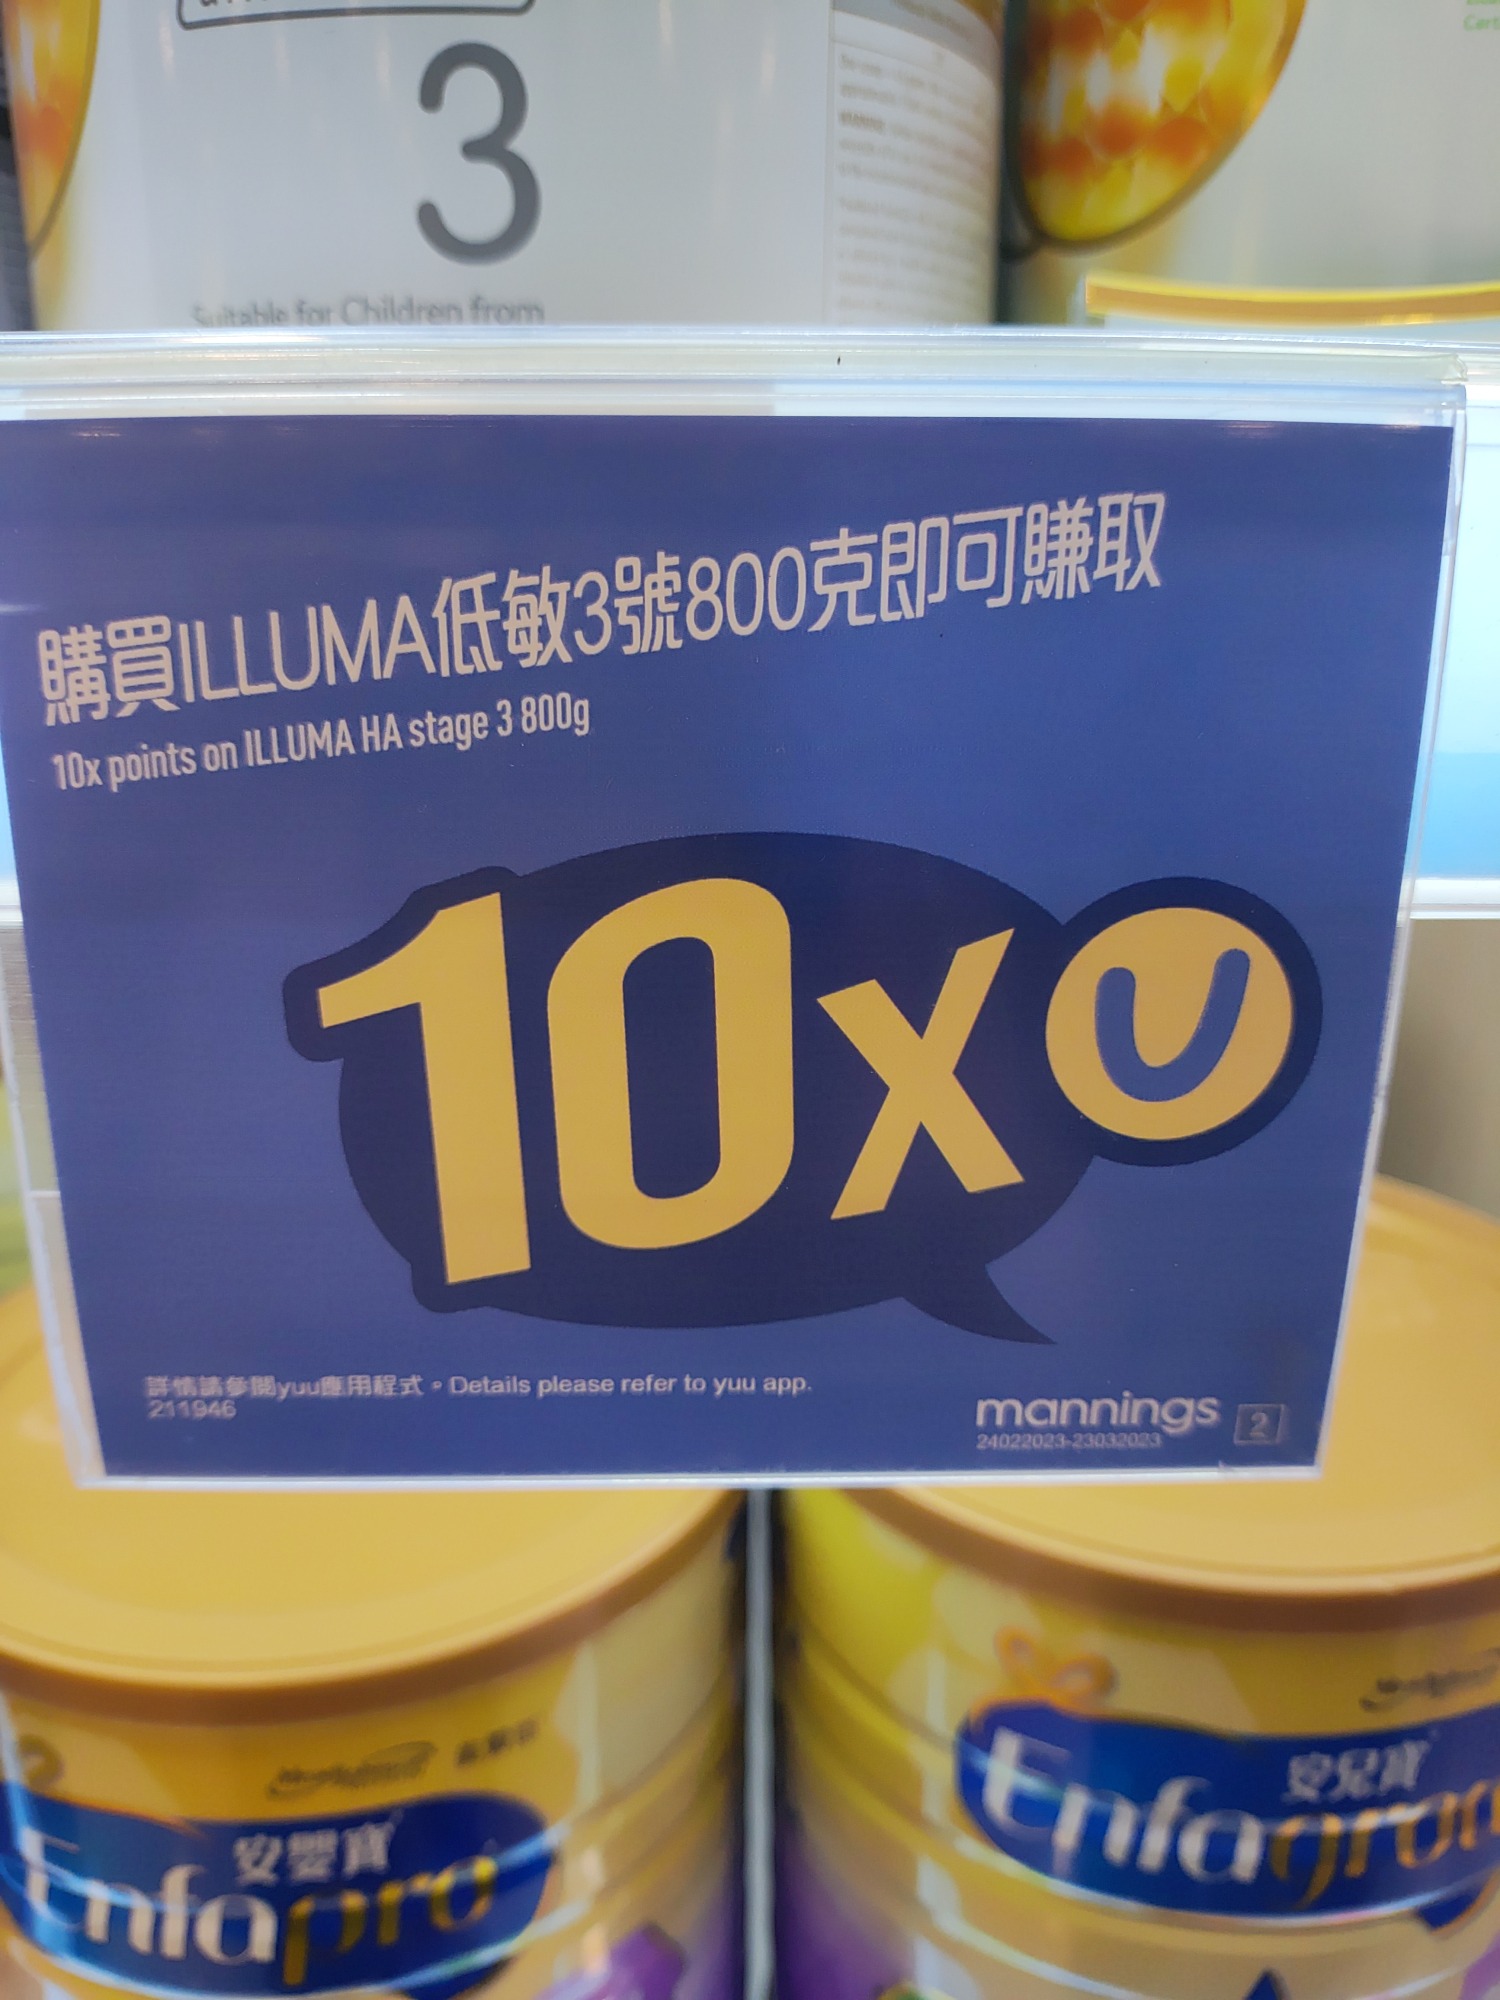 3
Suitable for Children from
購買ILLUMA低敏3號800克即可賺取
10x points on ILLUMA HA stage 3 800g
10x U
詳情請參閱yuu應用程式。Details please refer to yuu app.
211946
mannings 2
24022023-23032023
安嬰寶
Enfapro
安兒寶
Enfagrow